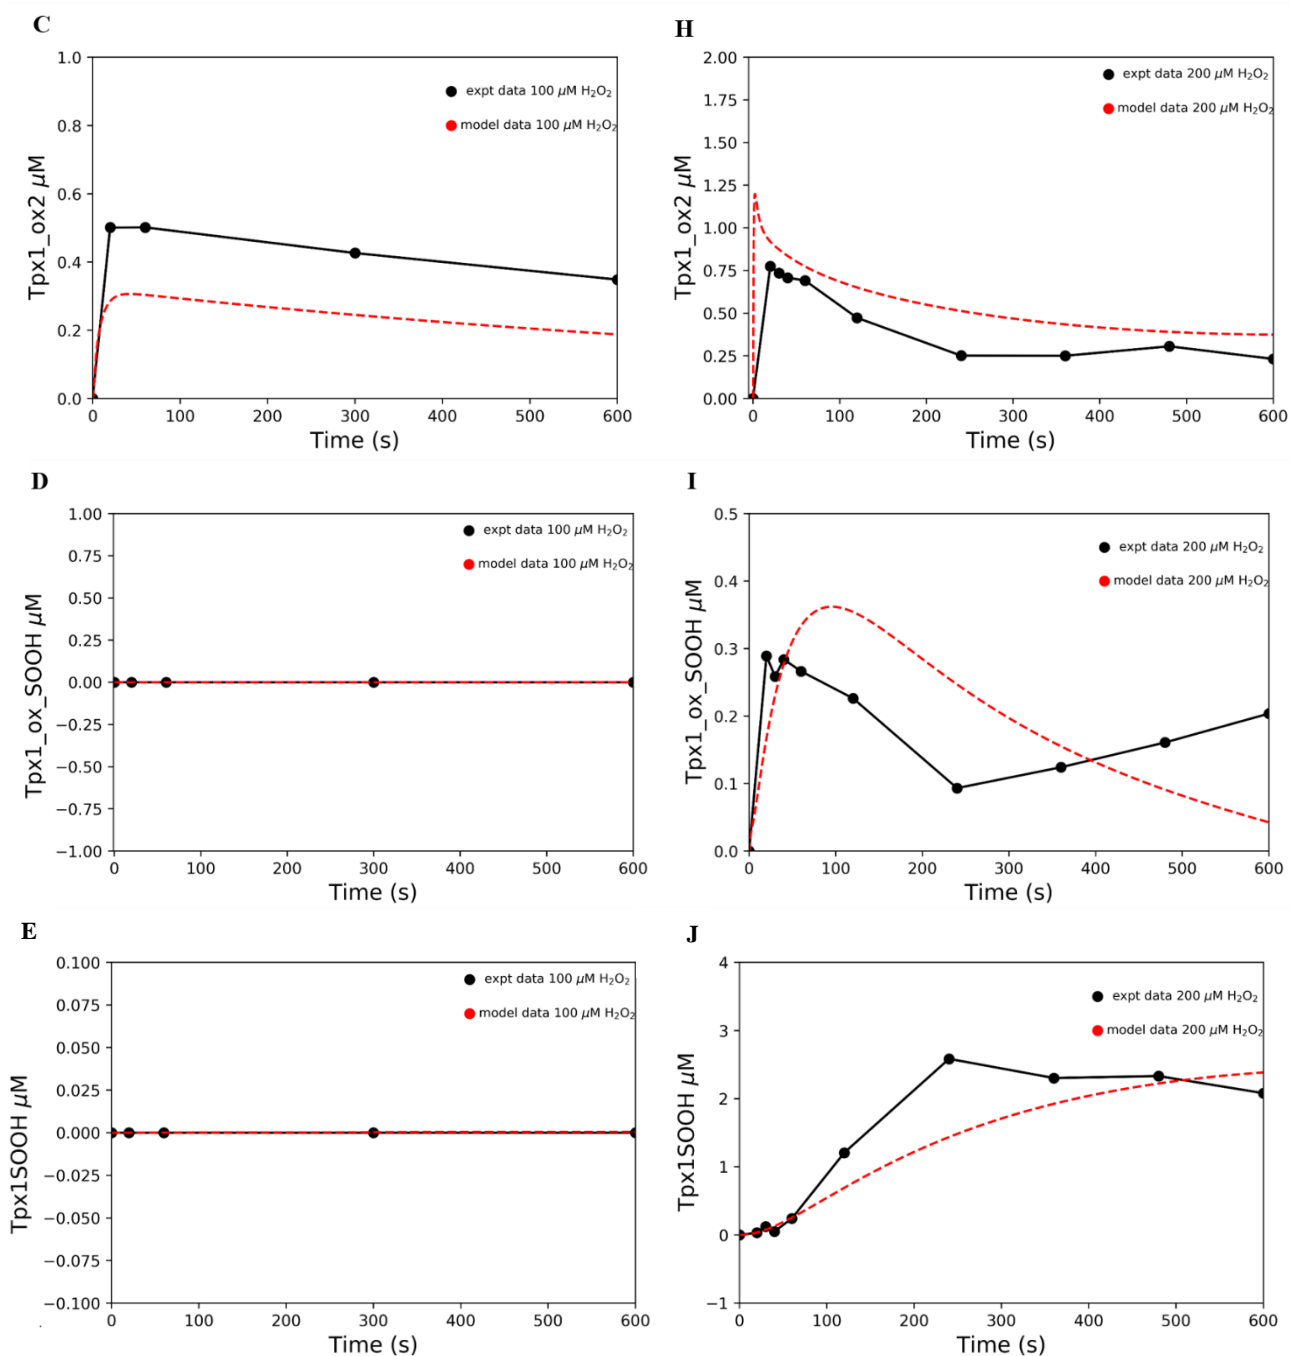 C
1.0
0.8
0.6
0.4
0.2
0.0
0 100 200 300 400 500 600
Tpx1_ox2 μM
Time (s)
expt data 100 μM H₂O₂
model data 100 μM H₂O₂
H
2.00
1.75
1.50
1.25
1.00
0.75
0.50
0.25
0.00
0 100 200 300 400 500 600
Tpx1_ox2 μM
Time (s)
expt data 200 μM H₂O₂
model data 200 μM H₂O₂
D
1.00
0.75
0.50
0.25
0.00
−0.25
−0.50
−0.75
−1.00
0 100 200 300 400 500 600
Tpx1_ox_SOOH μM
Time (s)
expt data 100 μM H₂O₂
model data 100 μM H₂O₂
I
0.5
0.4
0.3
0.2
0.1
0.0
0 100 200 300 400 500 600
Tpx1_ox_SOOH μM
Time (s)
expt data 200 μM H₂O₂
model data 200 μM H₂O₂
E
0.100
0.075
0.050
0.025
0.000
−0.025
−0.050
−0.075
−0.100
0 100 200 300 400 500 600
Tpx1SOOH μM
Time (s)
expt data 100 μM H₂O₂
model data 100 μM H₂O₂
J
4
3
2
1
0
−1
0 100 200 300 400 500 600
Tpx1SOOH μM
Time (s)
expt data 200 μM H₂O₂
model data 200 μM H₂O₂